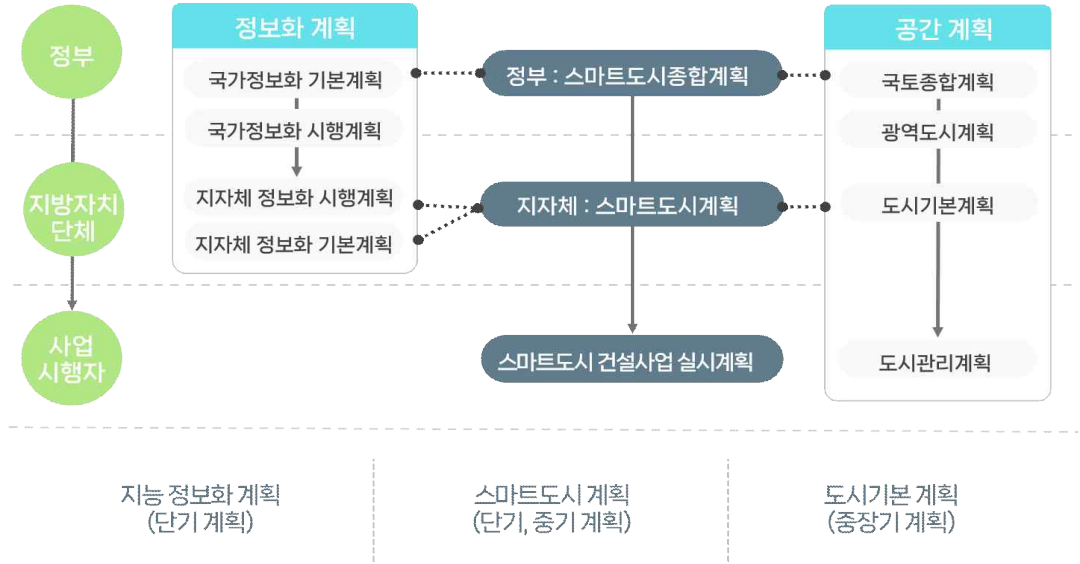 정부
지방자치
단체
사업
시행자
정보화 계획
국가정보화 기본계획
국가정보화 시행계획
지자체 정보화 시행계획
지자체 정보화 기본계획
정부 : 스마트도시종합계획
지자체 : 스마트도시계획
스마트도시 건설사업 실시계획
공간 계획
국토종합계획
광역도시계획
도시기본계획
도시관리계획
지능 정보화 계획
(단기 계획)
스마트도시 계획
(단기, 중기 계획)
도시기본 계획
(중장기 계획)